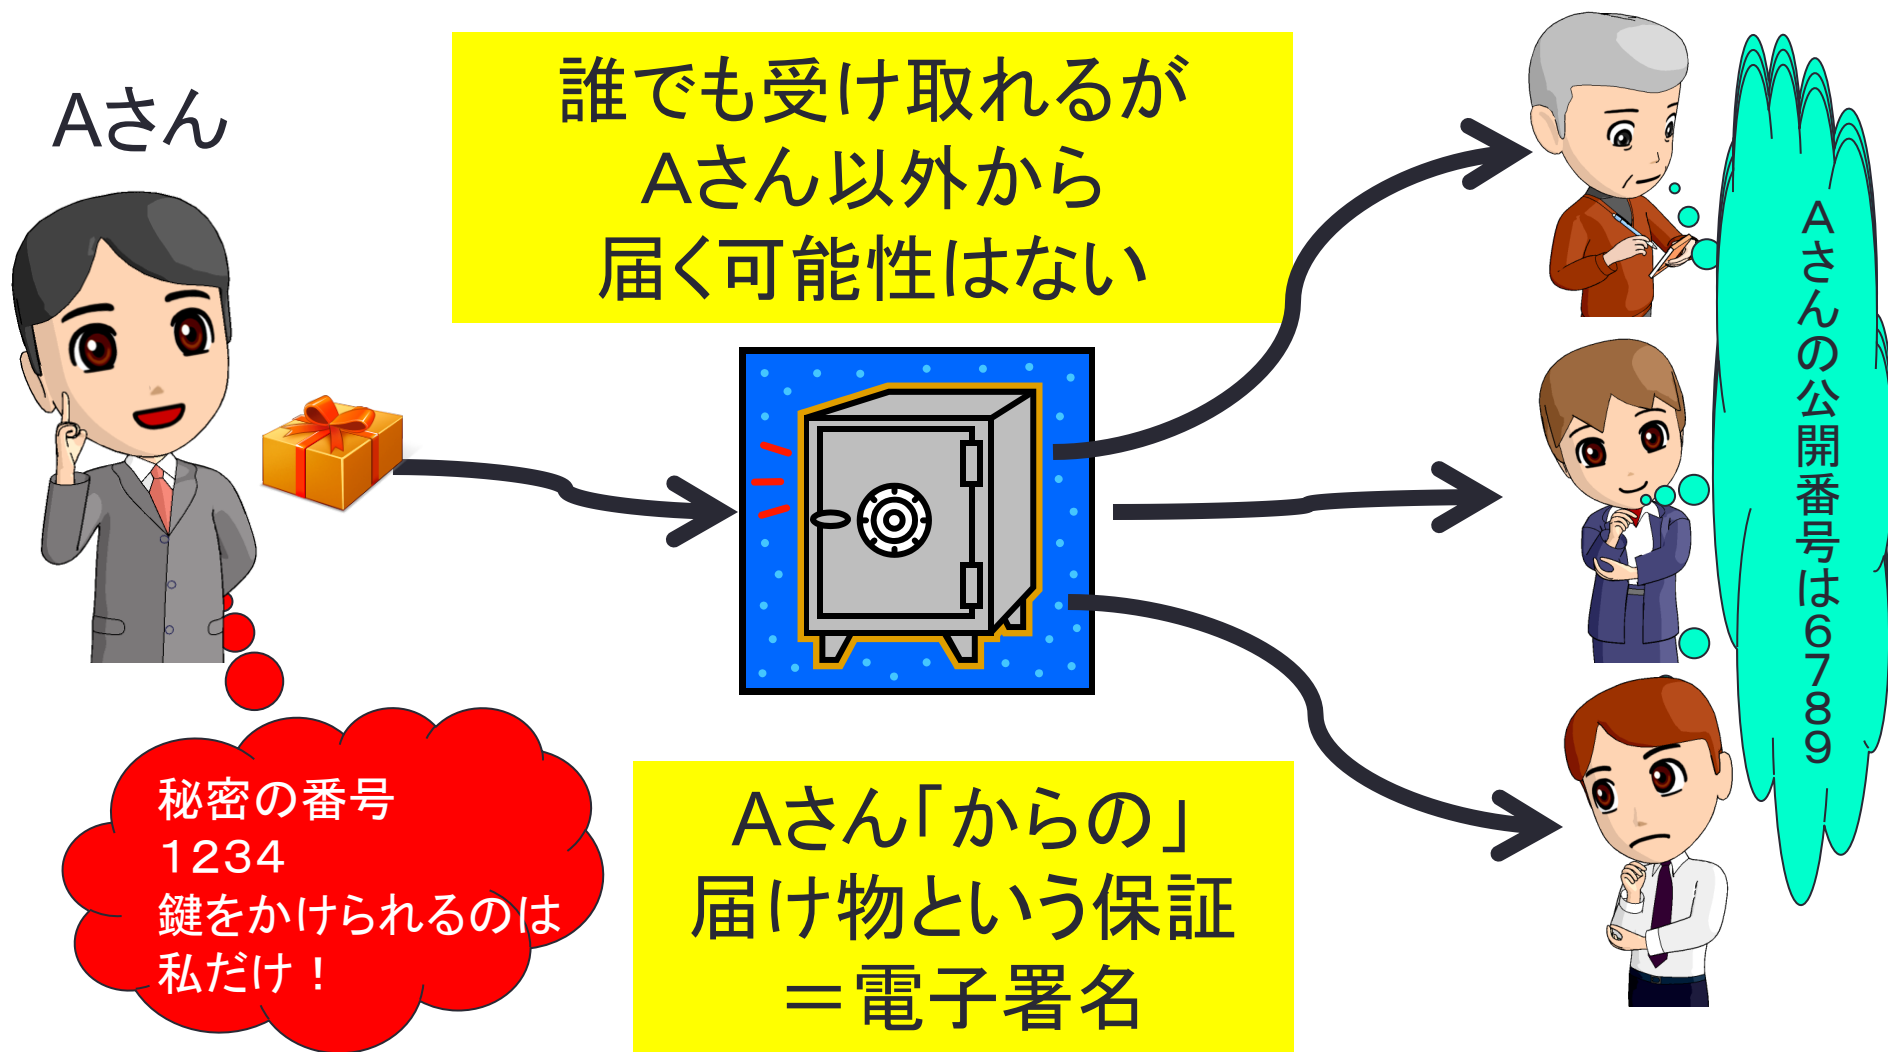 Aさん
誰でも受け取れるが
Aさん以外から
届く可能性はない
Aさんの公開番号は6789
秘密の番号
1234
鍵をかけられるのは
私だけ！
Aさん「からの」
届け物という保証
＝電子署名